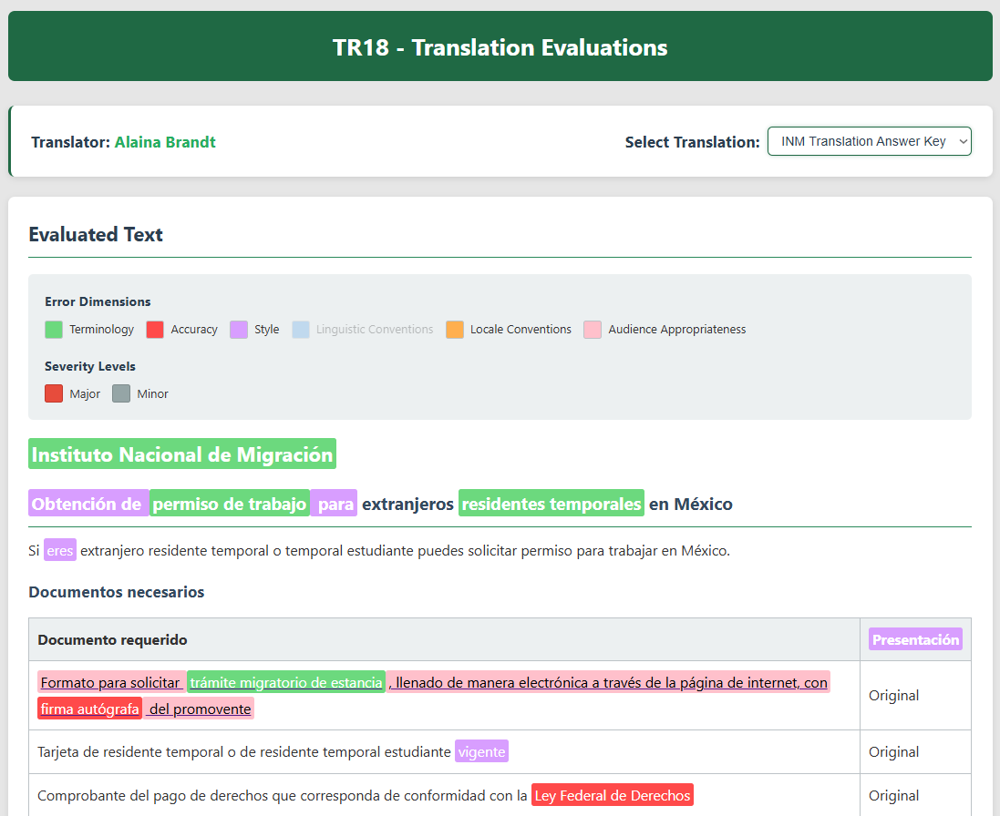 TR18 - Translation Evaluations
Translator: Alaina Brandt
Select Translation: INM Translation Answer Key
Evaluated Text
Error Dimensions
Terminology Accuracy Style Linguistic Conventions Locale Conventions Audience Appropriateness
Severity Levels
Major Minor
Instituto Nacional de Migración
Obtención de permiso de trabajo para extranjeros residentes temporales en México
Si eres extranjero residente temporal o temporal estudiante puedes solicitar permiso para trabajar en México.
Documentos necesarios
Documento requerido Presentación
Formato para solicitar trámite migratorio de estancia , llenado de manera electrónica a través de la página de internet, con
firma autógrafa del promovente
Original
Tarjeta de residente temporal o de residente temporal estudiante vigente Original
Comprobante del pago de derechos que corresponda de conformidad con la Ley Federal de Derechos Original